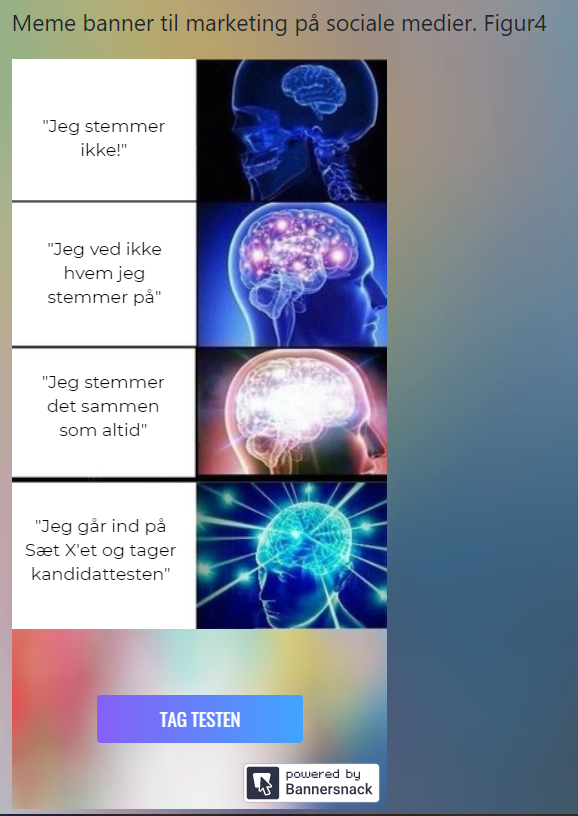 Meme banner til marketing på sociale medier. Figur4
"Jeg stemmer
ikke!"
"Jeg ved ikke
hvem jeg
stemmer på"
"Jeg stemmer
det sammen
som altid"
"Jeg går ind på
Sæt X'et og tager
kandidattesten"
TAG TESTEN
powered by
Bannersnack